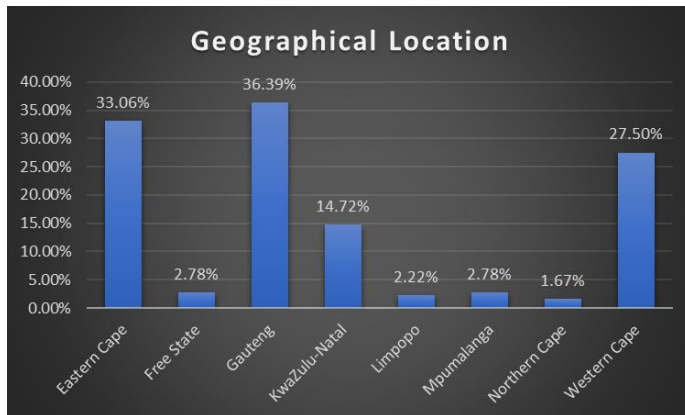 Geographical Location
40.00%
35.00%
30.00%
25.00%
20.00%
15.00%
10.00%
5.00%
0.00%
33.06%
2.78%
36.39%
14.72%
2.22%
2.78%
1.67%
27.50%
Eastern Cape
Free State
Gauteng
KwaZulu-Natal
Limpopo
Mpumalanga
Northern Cape
Western Cape